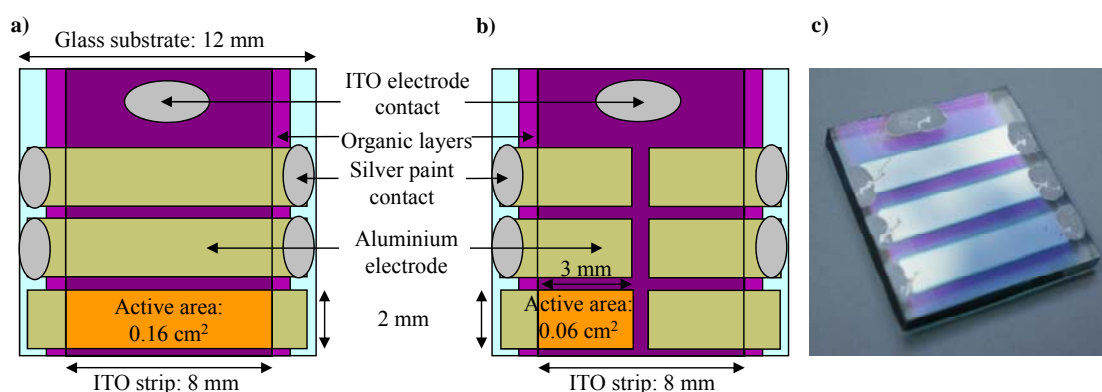 a)
b)
c)
Glass substrate: 12 mm
ITO electrode
contact
Organic layers
Silver paint
contact
Aluminium
electrode
3 mm
Active area:
0.16 cm²
2 mm
Active area:
0.06 cm²
ITO strip: 8 mm
ITO strip: 8 mm